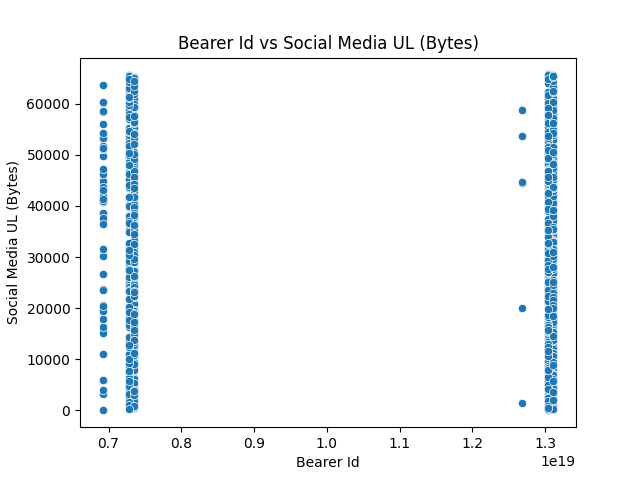 Bearer Id vs Social Media UL (Bytes)
Social Media UL (Bytes)
60000
50000
40000
30000
20000
10000
0
0.7 0.8 0.9 1.0 1.1 1.2 1.3
1e19
Bearer Id